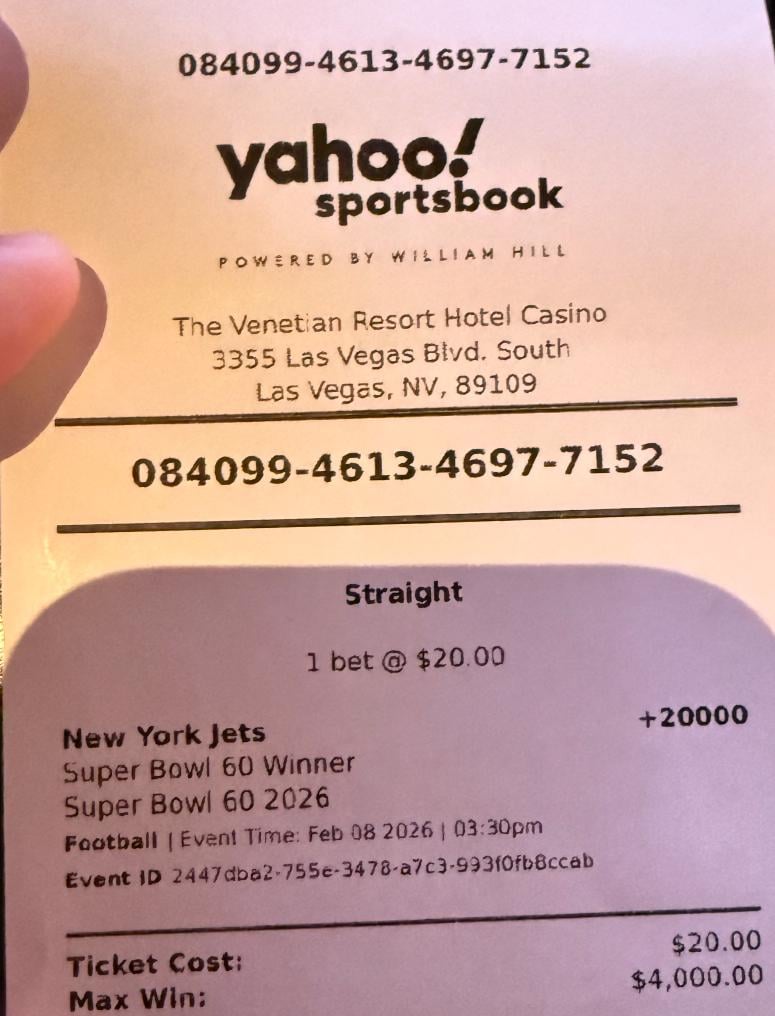 084099-4613-4697-7152
yahoo!
sportsbook
POWERED BY WILLIAM HILL
The Venetian Resort Hotel Casino
3355 Las Vegas Blvd. South
Las Vegas, NV, 89109
084099-4613-4697-7152
Straight
1 bet @ $20.00
New York Jets +20000
Super Bowl 60 Winner
Super Bowl 60 2026
Football | Event Time: Feb 08 2026 | 03:30pm
Event ID 2447dba2-755e-3478-a7c3-993f0fb8ccab
Ticket Cost: $20.00
Max Win: $4,000.00